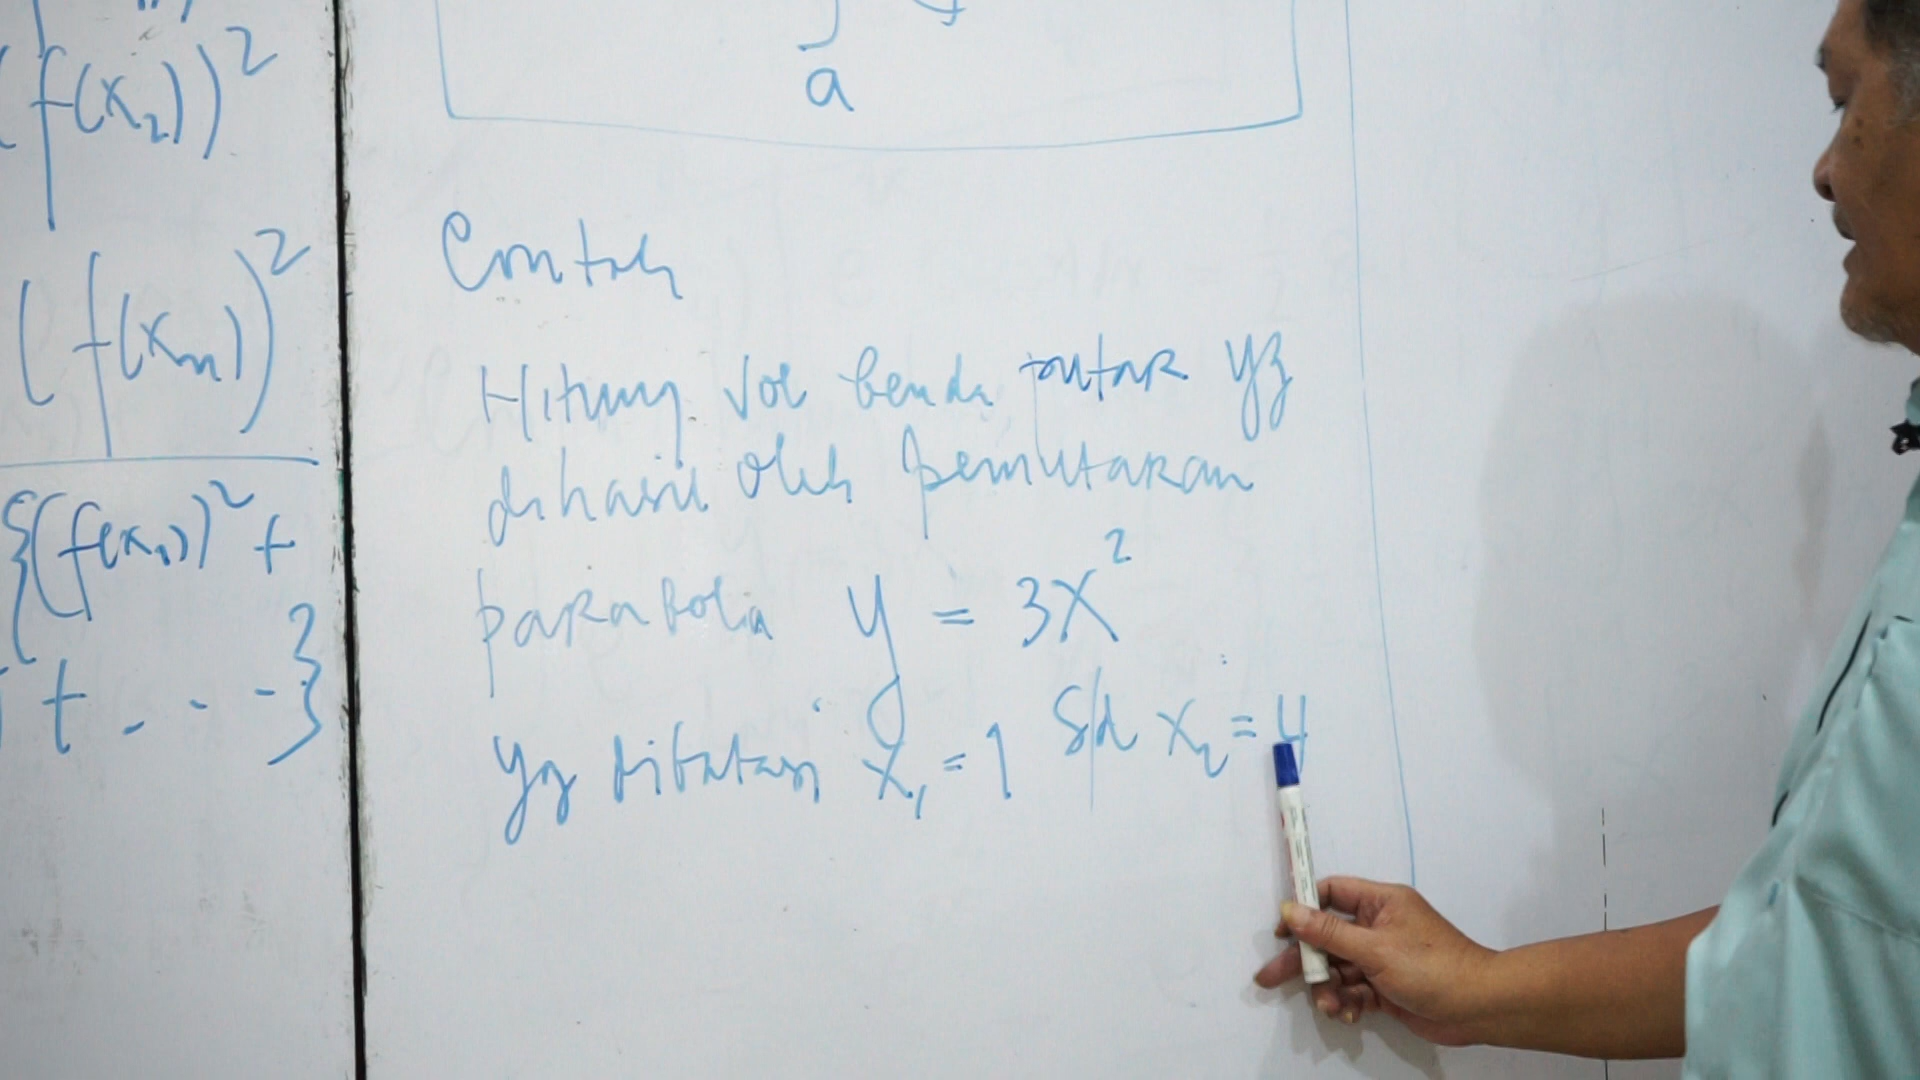 (f(x₂))²
(f(xₙ))²
{(f(x₁))² +
+ . . -}
a
Contoh
Hitung vol benda putar yg
dihasil oleh pemutaran
parabola y = 3x²
yg dibatasi x₁ = 1 s/d x₂ = 4